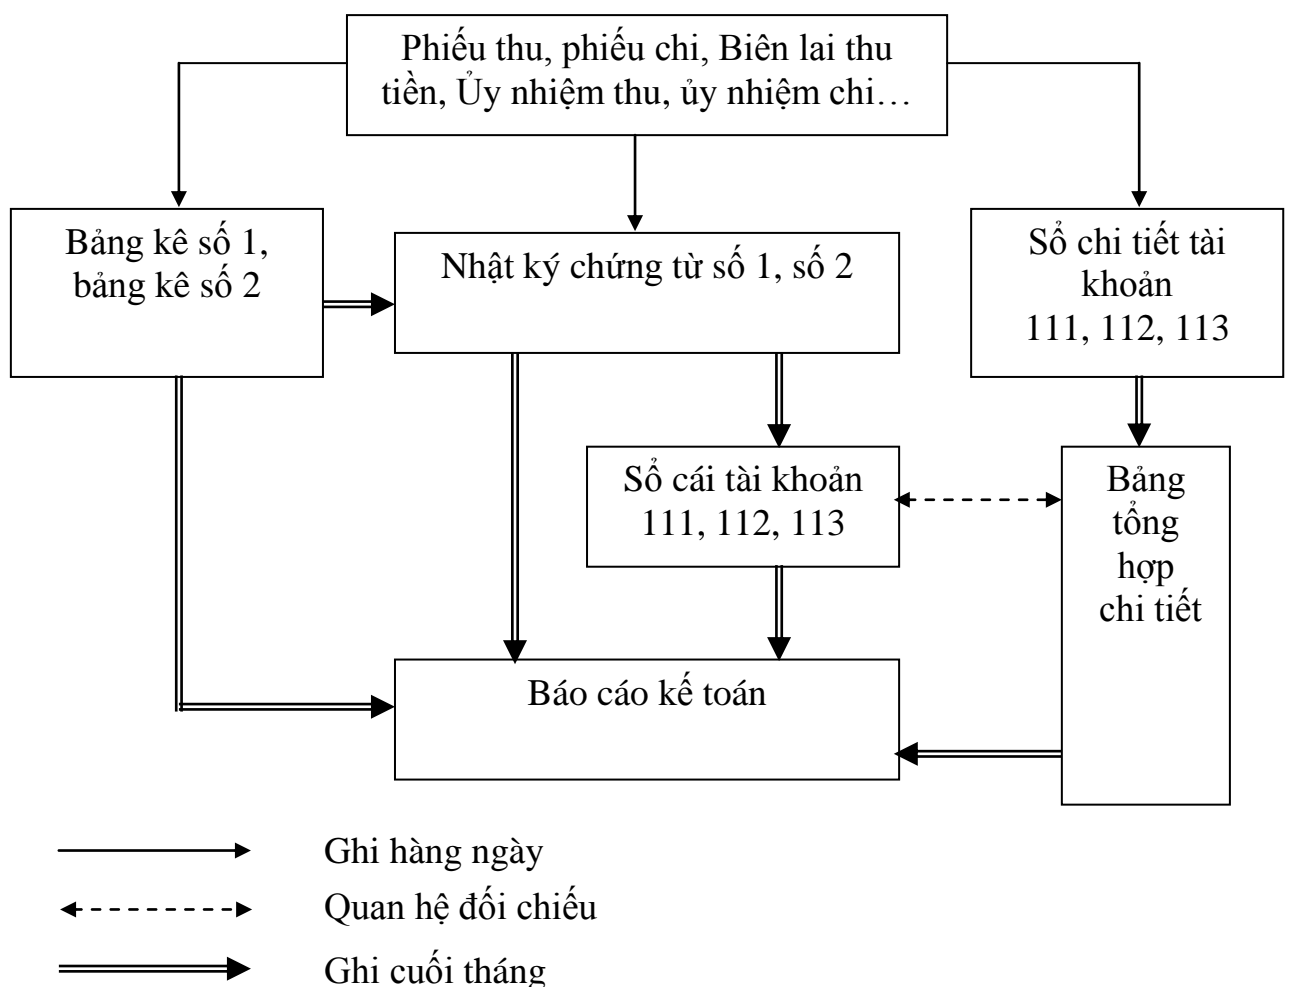 Phiếu thu, phiếu chi, Biên lai thu
tiền, Ủy nhiệm thu, ủy nhiệm chi…
Bảng kê số 1,
bảng kê số 2
Nhật ký chứng từ số 1, số 2
Sổ chi tiết tài
khoản
111, 112, 113
Sổ cái tài khoản
111, 112, 113
Bảng
tổng
hợp
chi tiết
Báo cáo kế toán
Ghi hàng ngày
Quan hệ đối chiếu
Ghi cuối tháng